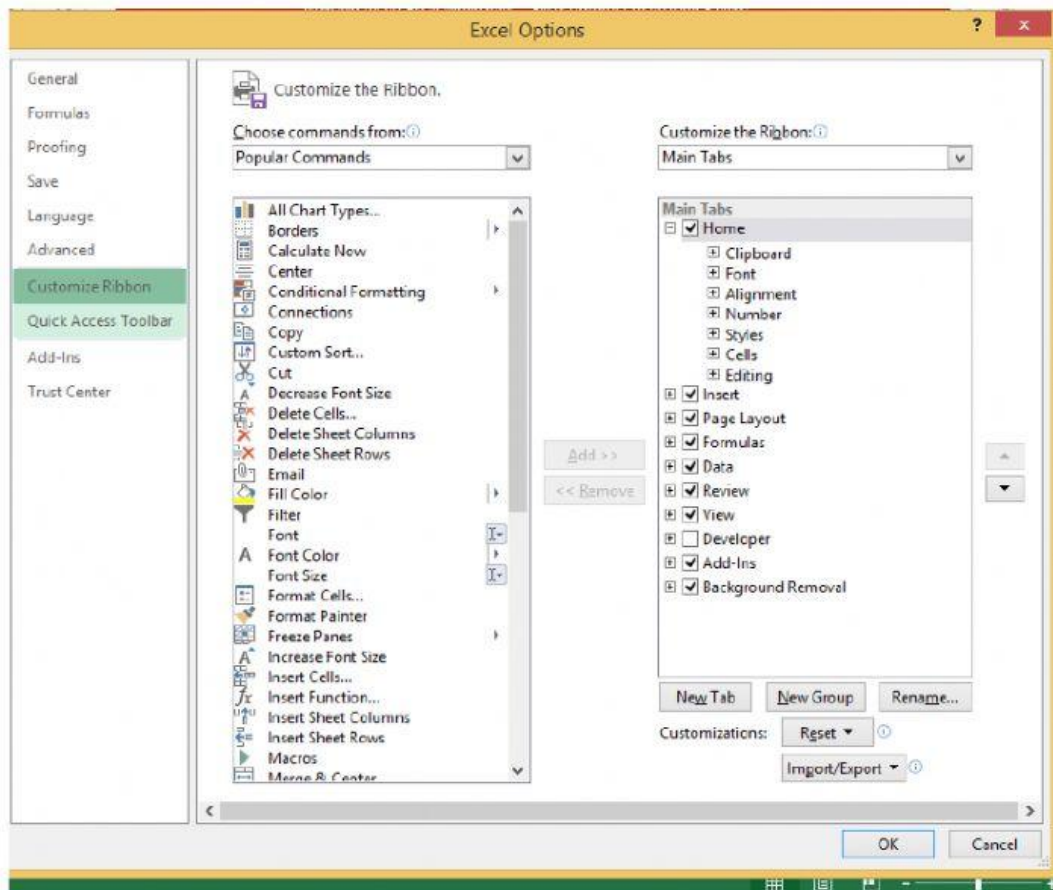 Excel Options
?
x
General
Formulas
Proofing
Save
Language
Advanced
Customize Ribbon
Quick Access Toolbar
Add-Ins
Trust Center
Customize the Ribbon.
Choose commands from:
Popular Commands
All Chart Types...
Borders
Calculate Now
Center
Conditional Formatting
Connections
Copy
Custom Sort...
Cut
Decrease Font Size
Delete Cells...
Delete Sheet Columns
Delete Sheet Rows
Email
Fill Color
Filter
Font
Font Color
Font Size
Format Cells...
Format Painter
Freeze Panes
Increase Font Size
Insert Cells...
Insert Function...
Insert Sheet Columns
Insert Sheet Rows
Macros
Merge & Center
Add >>
<< Remove
Customize the Ribbon:
Main Tabs
Main Tabs
Home
Clipboard
Font
Alignment
Number
Styles
Cells
Editing
Insert
Page Layout
Formulas
Data
Review
View
Developer
Add-Ins
Background Removal
New Tab
New Group
Rename...
Customizations:
Reset
Import/Export
OK
Cancel